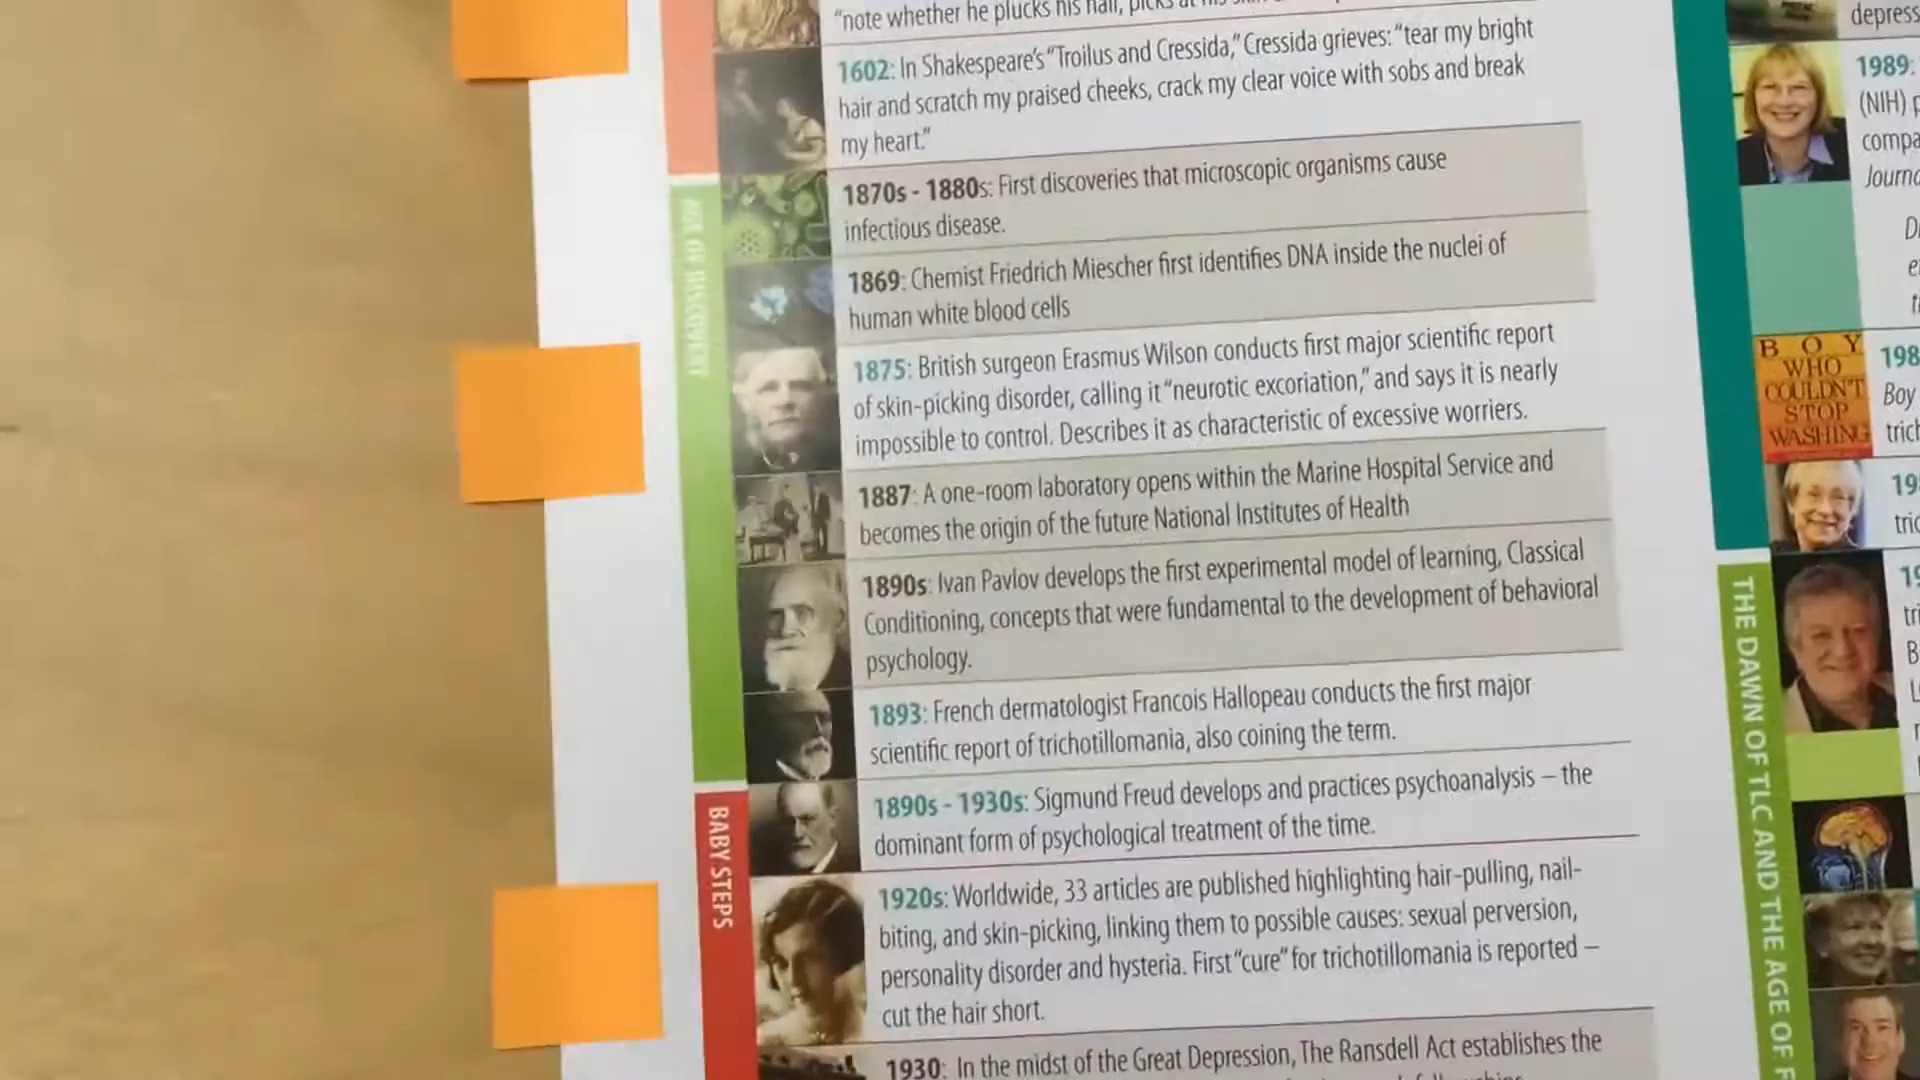 "note whether he plucks his hair, picks at his
1602: In Shakespeare's "Troilus and Cressida," Cressida grieves: "tear my bright
hair and scratch my praised cheeks, crack my clear voice with sobs and break
my heart."
AGE OF DISCOVERY
1870s - 1880s: First discoveries that microscopic organisms cause
infectious disease.
1869: Chemist Friedrich Miescher first identifies DNA inside the nuclei of
human white blood cells
1875: British surgeon Erasmus Wilson conducts first major scientific report
of skin-picking disorder, calling it "neurotic excoriation," and says it is nearly
impossible to control. Describes it as characteristic of excessive worriers.
1887: A one-room laboratory opens within the Marine Hospital Service and
becomes the origin of the future National Institutes of Health
1890s: Ivan Pavlov develops the first experimental model of learning, Classical
Conditioning, concepts that were fundamental to the development of behavioral
psychology.
1893: French dermatologist Francois Hallopeau conducts the first major
scientific report of trichotillomania, also coining the term.
BABY STEPS
1890s - 1930s: Sigmund Freud develops and practices psychoanalysis – the
dominant form of psychological treatment of the time.
1920s: Worldwide, 33 articles are published highlighting hair-pulling, nail-
biting, and skin-picking, linking them to possible causes: sexual perversion,
personality disorder and hysteria. First "cure" for trichotillomania is reported –
cut the hair short.
1930: In the midst of the Great Depression, The Ransdell Act establishes the
depress
1989:
(NIH) p
compa
Journa
BOY
WHO
COULDN'T
STOP
WASHING
198
Boy
trich
19
tric
THE DAWN OF TLC AND THE AGE OF